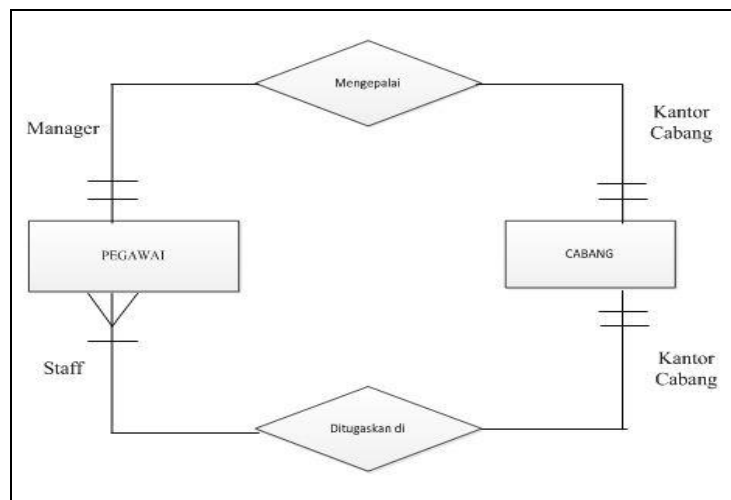 Mengepalai
Manager
Kantor
Cabang
PEGAWAI
CABANG
Staff
Kantor
Cabang
Ditugaskan di